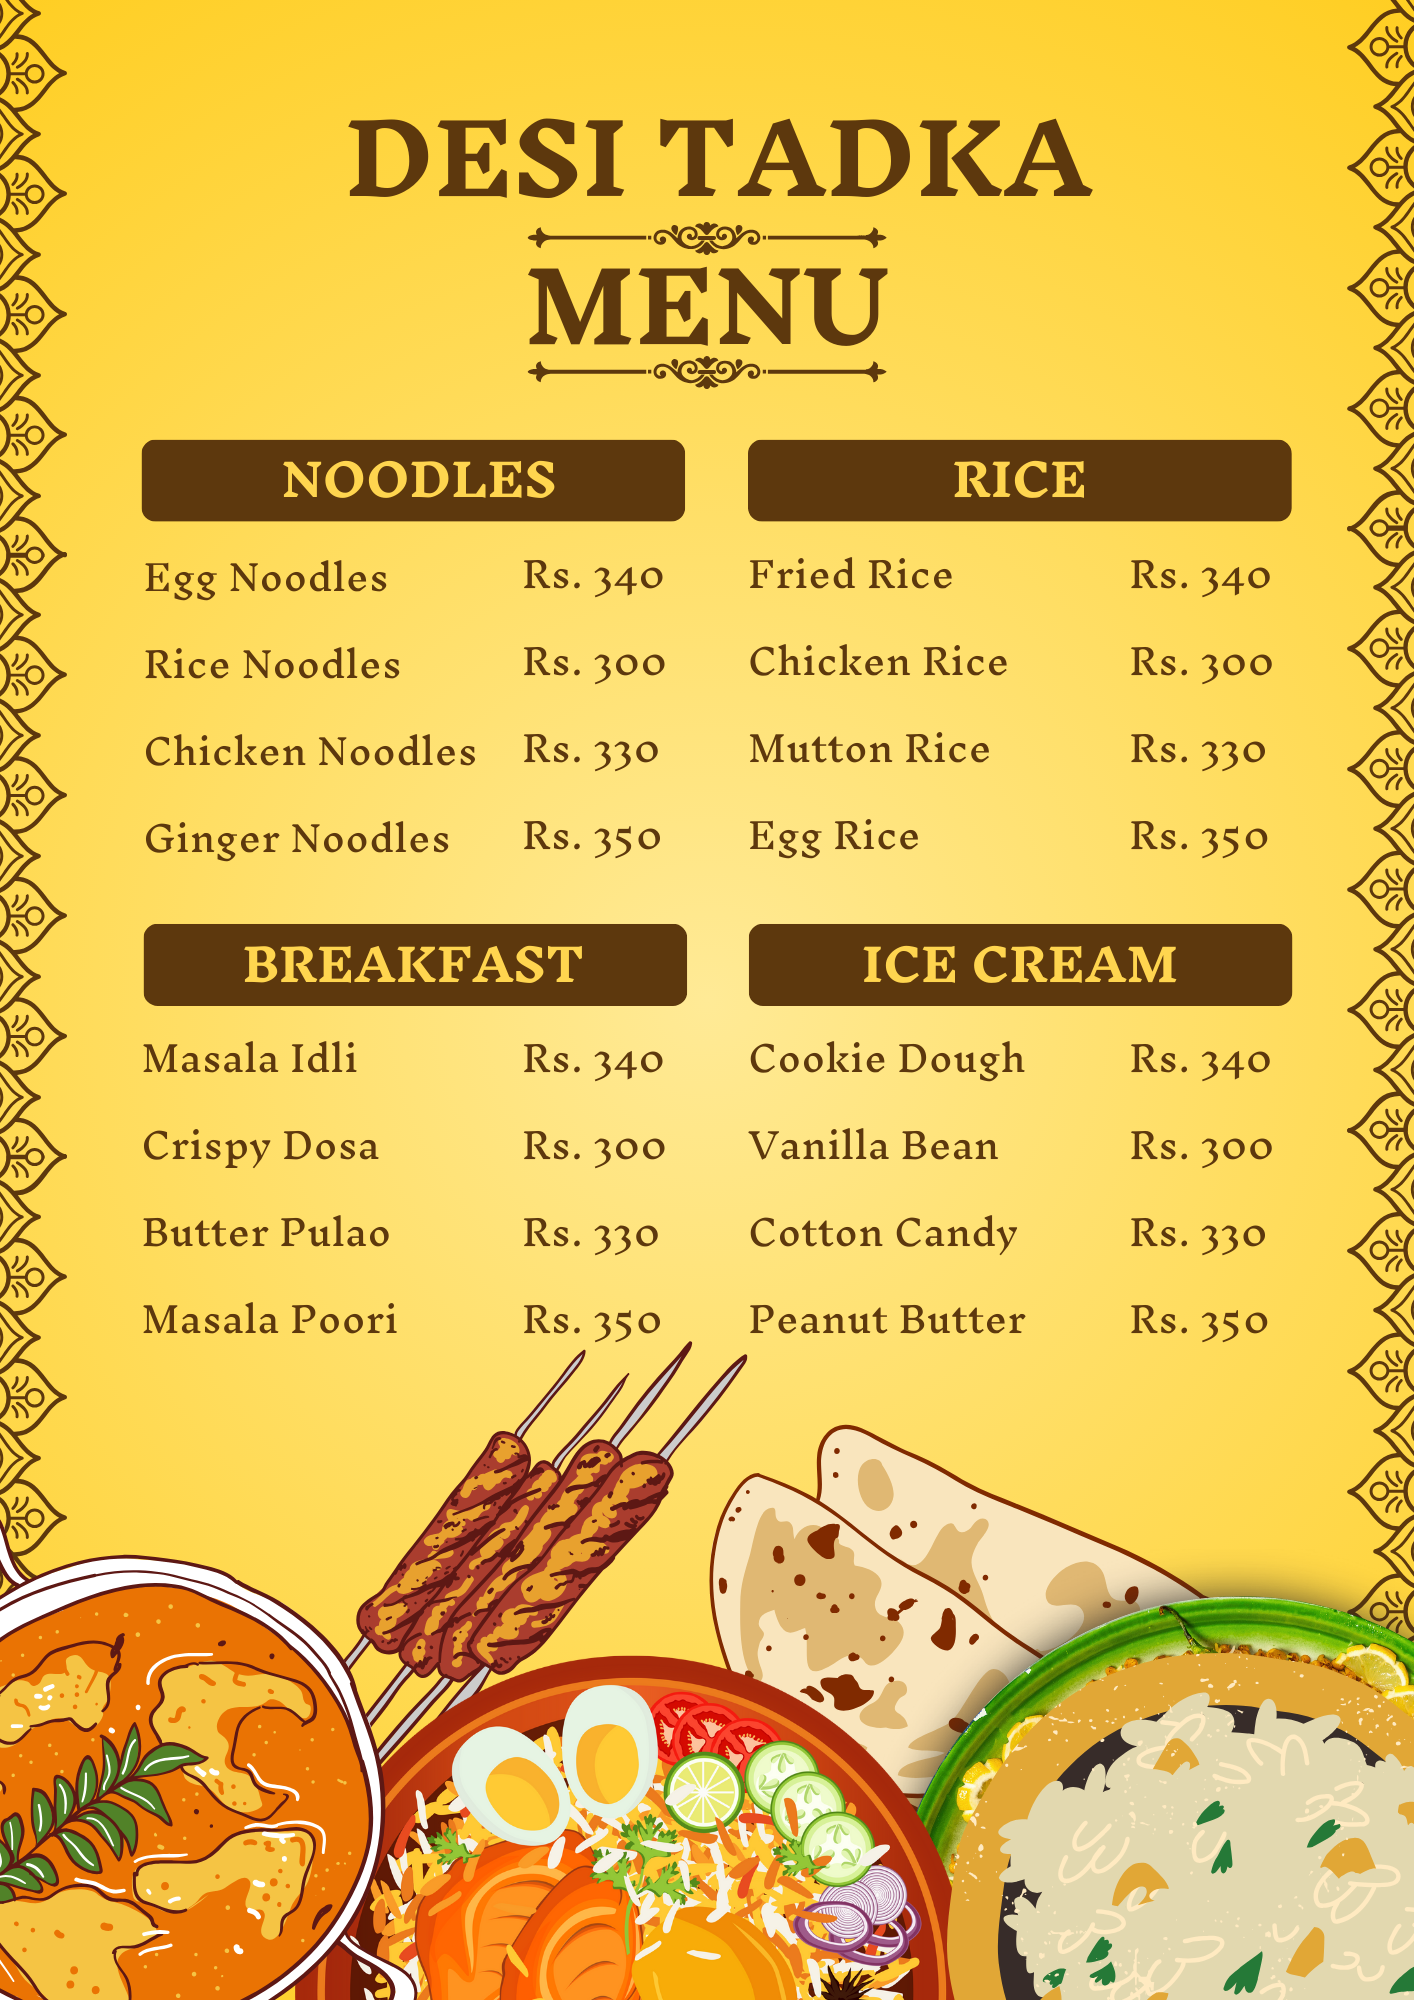 DESI TADKA
MENU
NOODLES
Egg Noodles Rs. 340
Rice Noodles Rs. 300
Chicken Noodles Rs. 330
Ginger Noodles Rs. 350
RICE
Fried Rice Rs. 340
Chicken Rice Rs. 300
Mutton Rice Rs. 330
Egg Rice Rs. 350
BREAKFAST
Masala Idli Rs. 340
Crispy Dosa Rs. 300
Butter Pulao Rs. 330
Masala Poori Rs. 350
ICE CREAM
Cookie Dough Rs. 340
Vanilla Bean Rs. 300
Cotton Candy Rs. 330
Peanut Butter Rs. 350